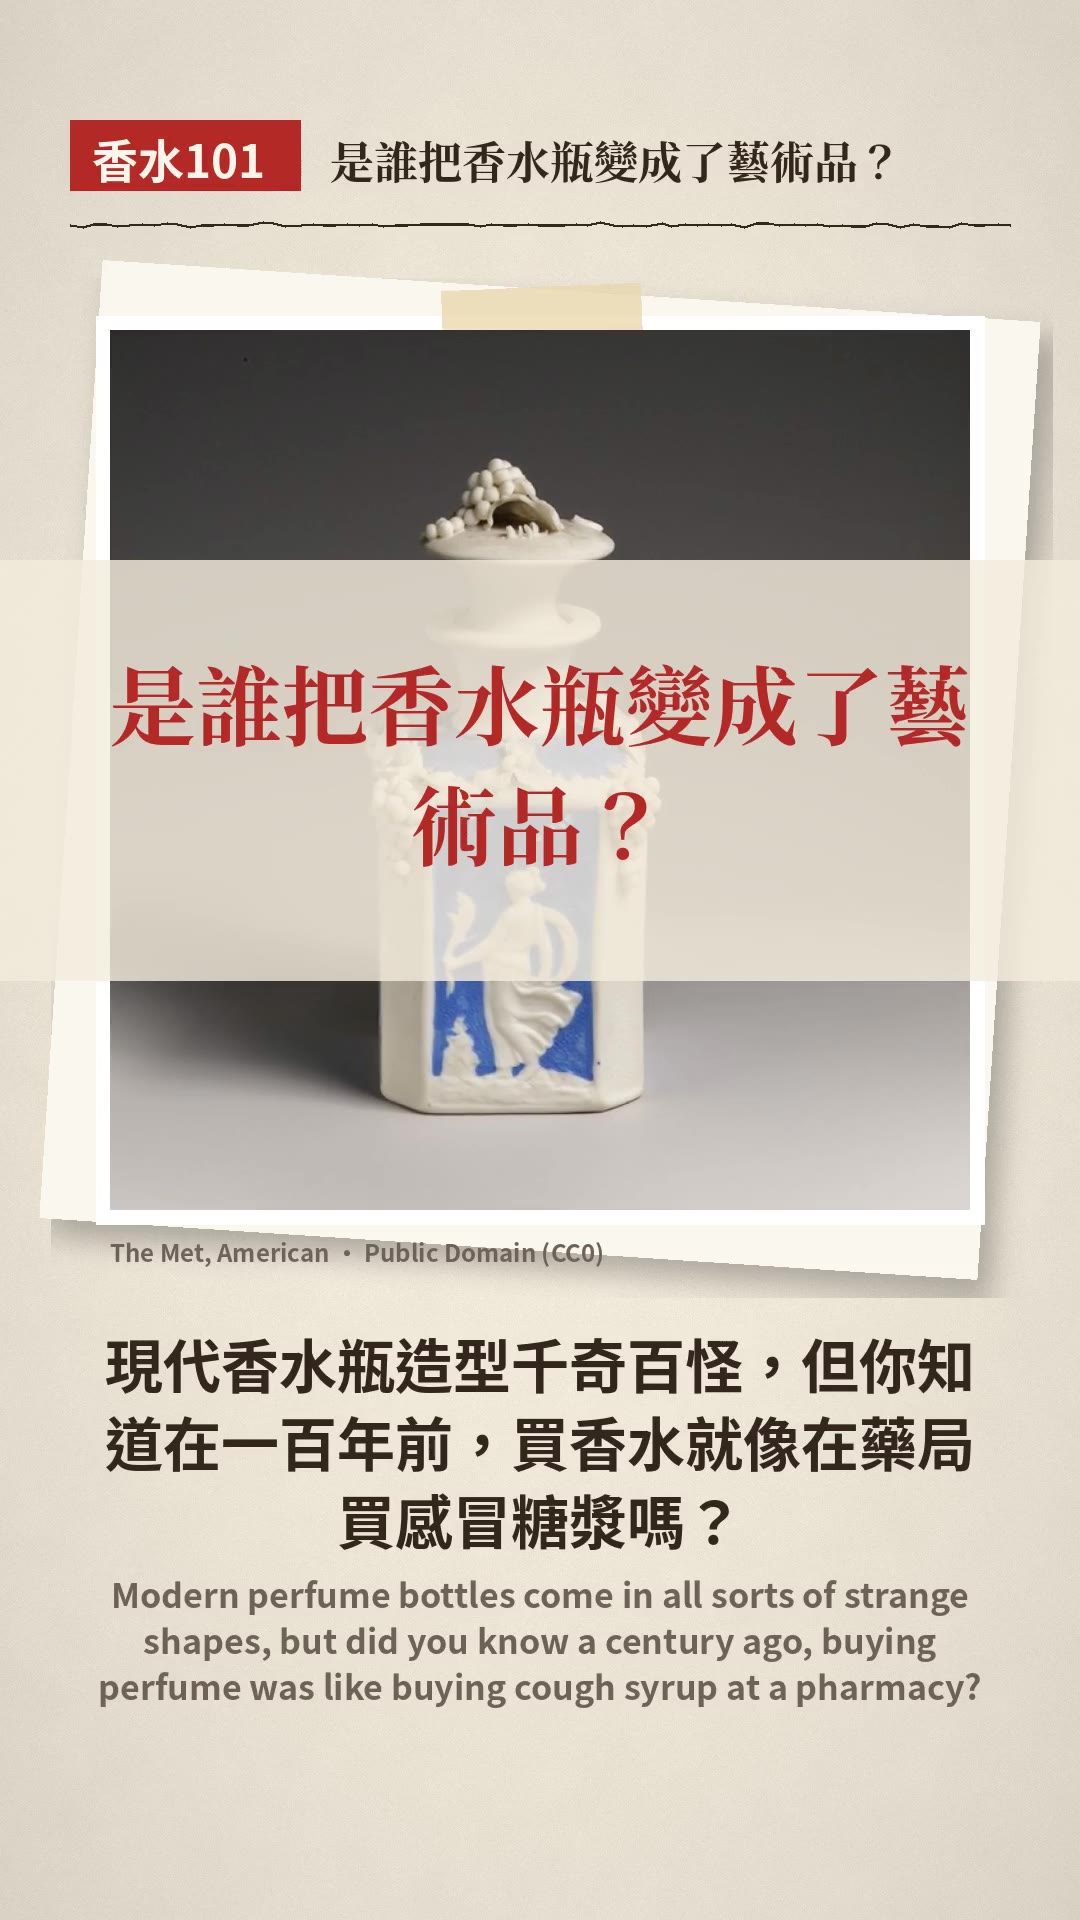 香水101 是誰把香水瓶變成了藝術品？
是誰把香水瓶變成了藝
術品？
The Met, American • Public Domain (CC0)
現代香水瓶造型千奇百怪，但你知
道在一百年前，買香水就像在藥局
買感冒糖漿嗎？
Modern perfume bottles come in all sorts of strange
shapes, but did you know a century ago, buying
perfume was like buying cough syrup at a pharmacy?